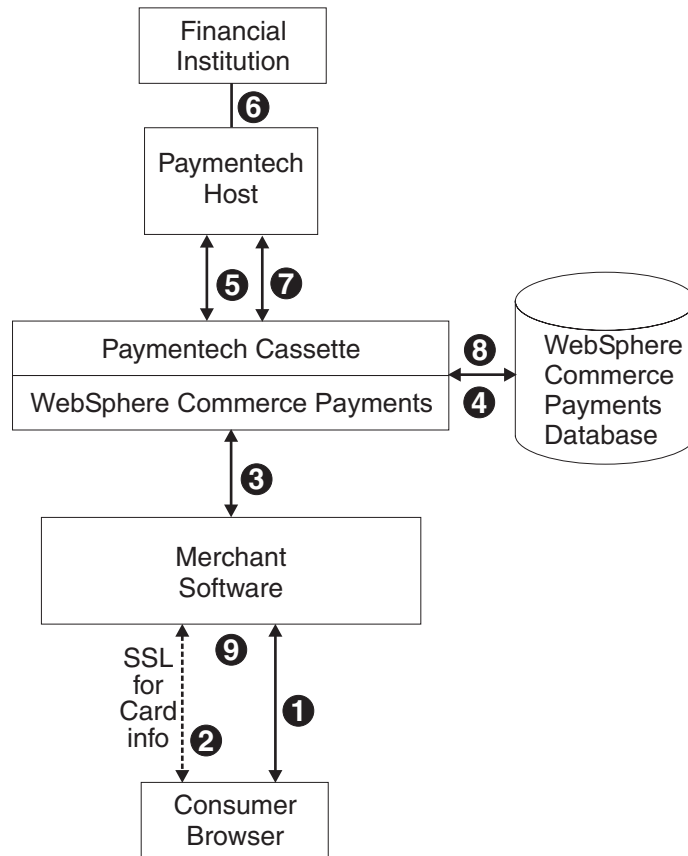 Financial
Institution
6
Paymentech
Host
5
7
Paymentech Cassette
WebSphere Commerce Payments
8
4
WebSphere
Commerce
Payments
Database
3
Merchant
Software
9
SSL
for
Card
info
2
1
Consumer
Browser